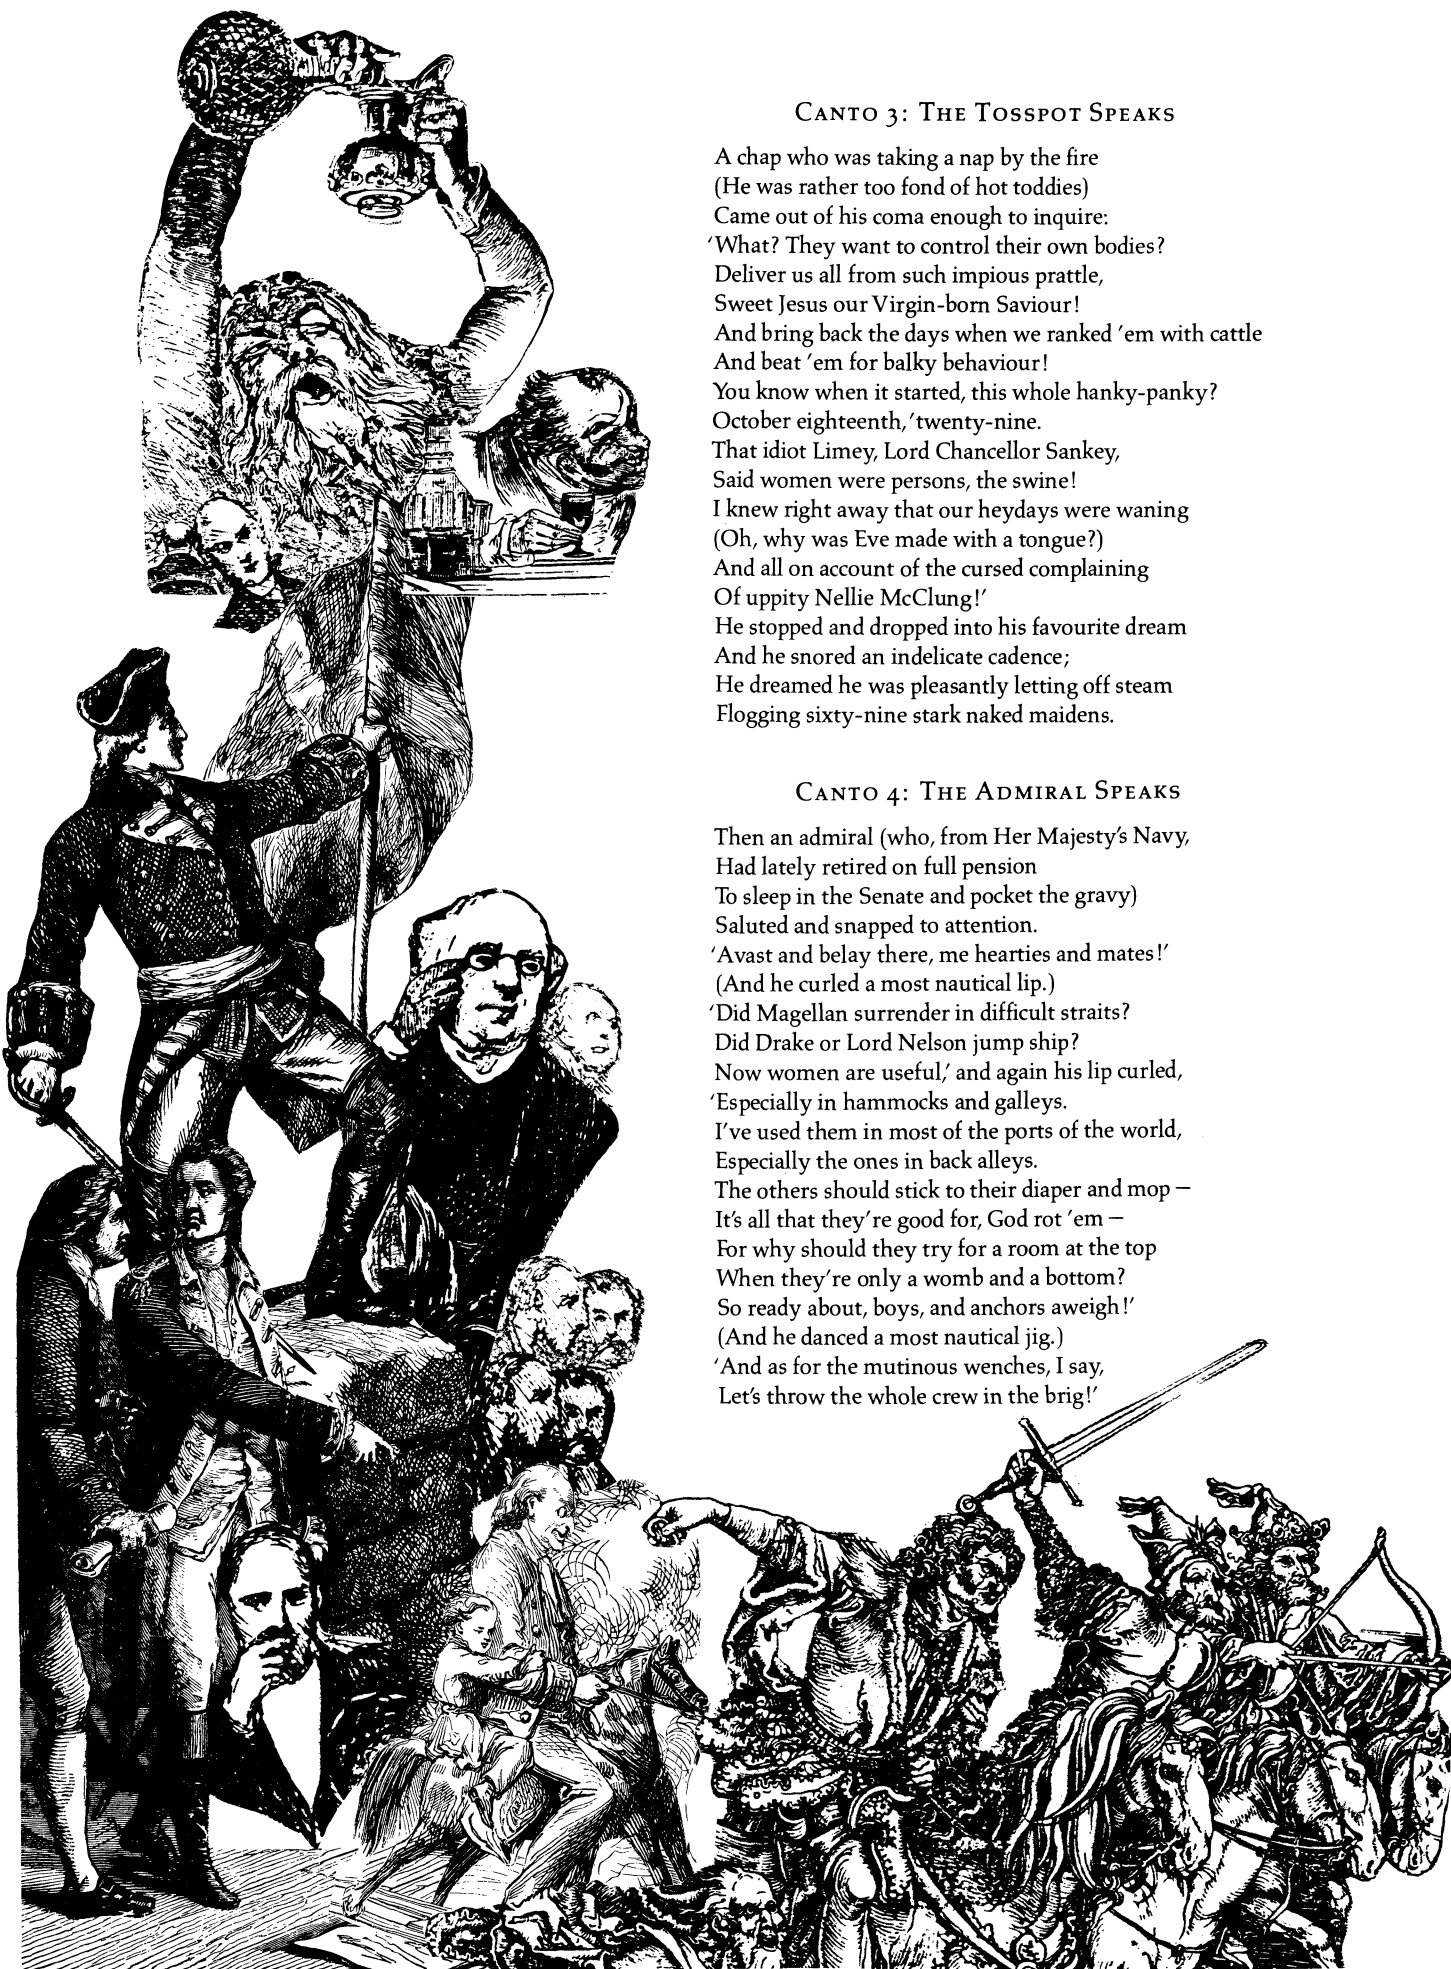 CANTO 3: THE TOSSPOT SPEAKS
A chap who was taking a nap by the fire
(He was rather too fond of hot toddies)
Came out of his coma enough to inquire:
‘What? They want to control their own bodies?
Deliver us all from such impious prattle,
Sweet Jesus our Virgin-born Saviour!
And bring back the days when we ranked ’em with cattle
And beat ’em for balky behaviour!
You know when it started, this whole hanky-panky?
October eighteenth, ’twenty-nine.
That idiot Limey, Lord Chancellor Sankey,
Said women were persons, the swine!
I knew right away that our heydays were waning
(Oh, why was Eve made with a tongue?)
And all on account of the cursed complaining
Of uppity Nellie McClung!’
He stopped and dropped into his favourite dream
And he snored an indelicate cadence;
He dreamed he was pleasantly letting off steam
Flogging sixty-nine stark naked maidens.
CANTO 4: THE ADMIRAL SPEAKS
Then an admiral (who, from Her Majesty’s Navy,
Had lately retired on full pension
To sleep in the Senate and pocket the gravy)
Saluted and snapped to attention.
‘Avast and belay there, me hearties and mates!’
(And he curled a most nautical lip.)
‘Did Magellan surrender in difficult straits?
Did Drake or Lord Nelson jump ship?
Now women are useful,’ and again his lip curled,
‘Especially in hammocks and galleys.
I’ve used them in most of the ports of the world,
Especially the ones in back alleys.
The others should stick to their diaper and mop —
It’s all that they’re good for, God rot ’em —
For why should they try for a room at the top
When they’re only a womb and a bottom?
So ready about, boys, and anchors aweigh!’
(And he danced a most nautical jig.)
‘And as for the mutinous wenches, I say,
Let’s throw the whole crew in the brig!’